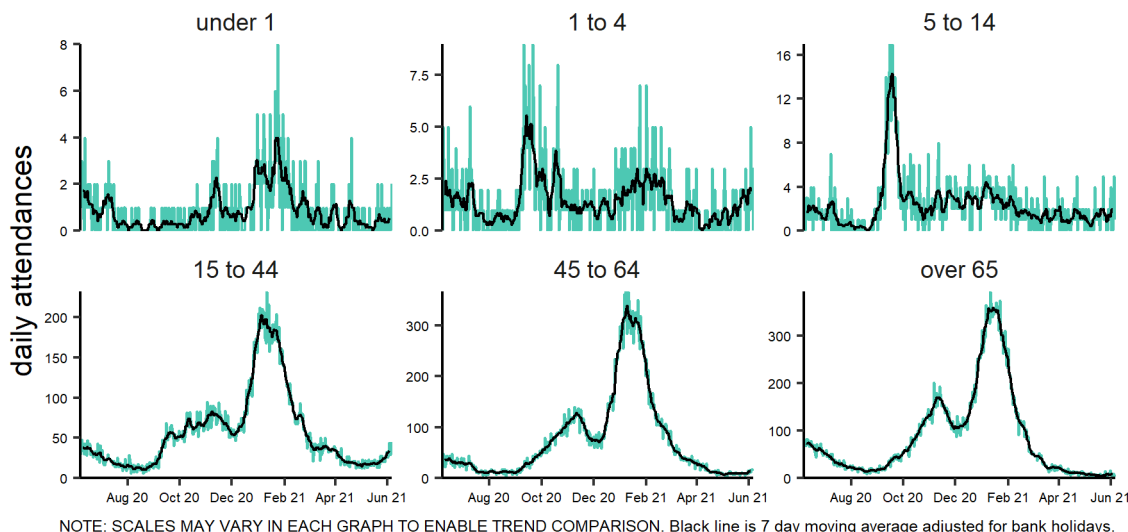 under 1
1 to 4
5 to 14
8
6
4
2
0
7.5
5.0
2.5
0.0
16
12
8
4
0
daily attendances
15 to 44
45 to 64
over 65
200
150
100
50
0
300
200
100
0
300
200
100
0
Aug 20 Oct 20 Dec 20 Feb 21 Apr 21 Jun 21
Aug 20 Oct 20 Dec 20 Feb 21 Apr 21 Jun 21
Aug 20 Oct 20 Dec 20 Feb 21 Apr 21 Jun 21
NOTE: SCALES MAY VARY IN EACH GRAPH TO ENABLE TREND COMPARISON. Black line is 7 day moving average adjusted for bank holidays.